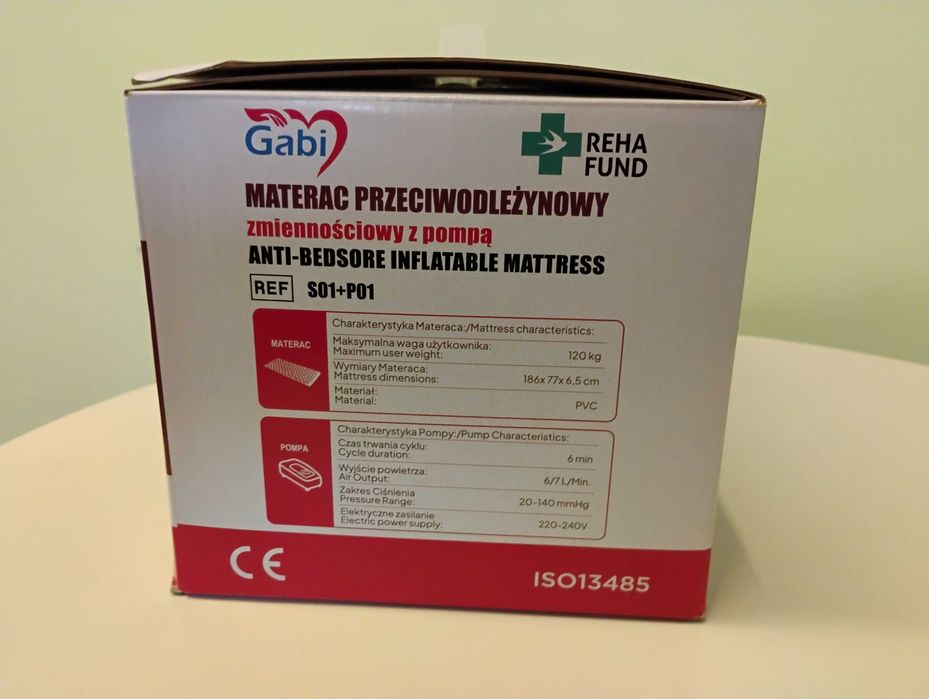 Gabi
REHA
FUND
MATERAC PRZECIWODLEŻYNOWY
zmiennościowy z pompą
ANTI-BEDSORE INFLATABLE MATTRESS
REF S01+P01
MATERAC
Charakterystyka Materaca:/Mattress characteristics:
Maksymalna waga użytkownika:
Maximum user weight: 120 kg
Wymiary Materaca:
Mattress dimensions: 186x 77x 6,5 cm
Materiał:
Material: PVC
POMPA
Charakterystyka Pompy:/Pump Characteristics:
Czas trwania cyklu:
Cycle duration: 6 min
Wyjście powietrza:
Air Output: 6/7 L/Min.
Zakres Ciśnienia
Pressure Range: 20-140 mmHg
Elektryczne zasilanie
Electric power supply: 220-240V
CE
ISO13485